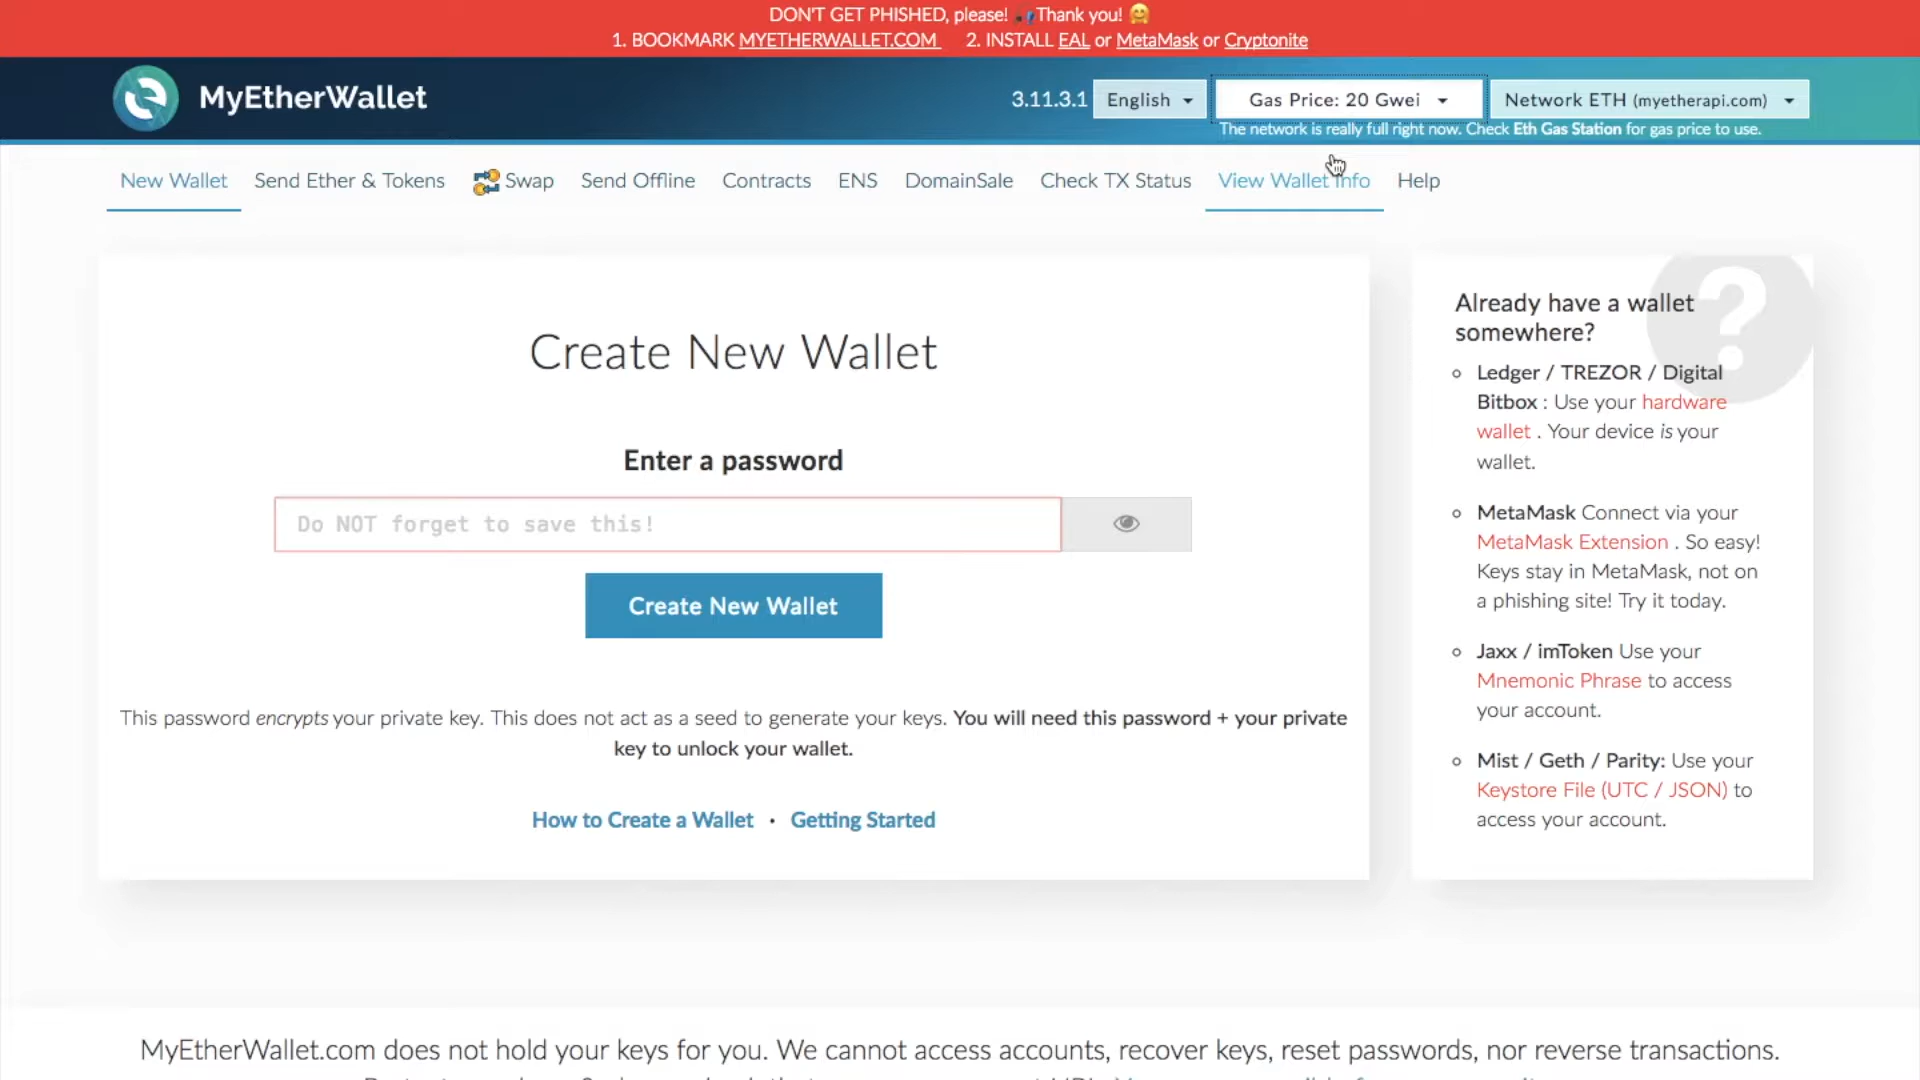 DON'T GET PHISHED, please! Thank you!
1. BOOKMARK MYETHERWALLET.COM 2. INSTALL EAL or MetaMask or Cryptonite
MyEtherWallet
3.11.3.1
English
Gas Price: 20 Gwei
Network ETH (myetherapi.com)
The network is really full right now. Check Eth Gas Station for gas price to use.
New Wallet
Send Ether & Tokens
Swap
Send Offline
Contracts
ENS
DomainSale
Check TX Status
View Wallet Info
Help
Create New Wallet
Enter a password
Do NOT forget to save this!
Create New Wallet
This password encrypts your private key. This does not act as a seed to generate your keys. You will need this password + your private
key to unlock your wallet.
How to Create a Wallet • Getting Started
Already have a wallet
somewhere?
Ledger / TREZOR / Digital
Bitbox : Use your hardware
wallet . Your device is your
wallet.
MetaMask Connect via your
MetaMask Extension . So easy!
Keys stay in MetaMask, not on
a phishing site! Try it today.
Jaxx / imToken Use your
Mnemonic Phrase to access
your account.
Mist / Geth / Parity: Use your
Keystore File (UTC / JSON) to
access your account.
MyEtherWallet.com does not hold your keys for you. We cannot access accounts, recover keys, reset passwords, nor reverse transactions.